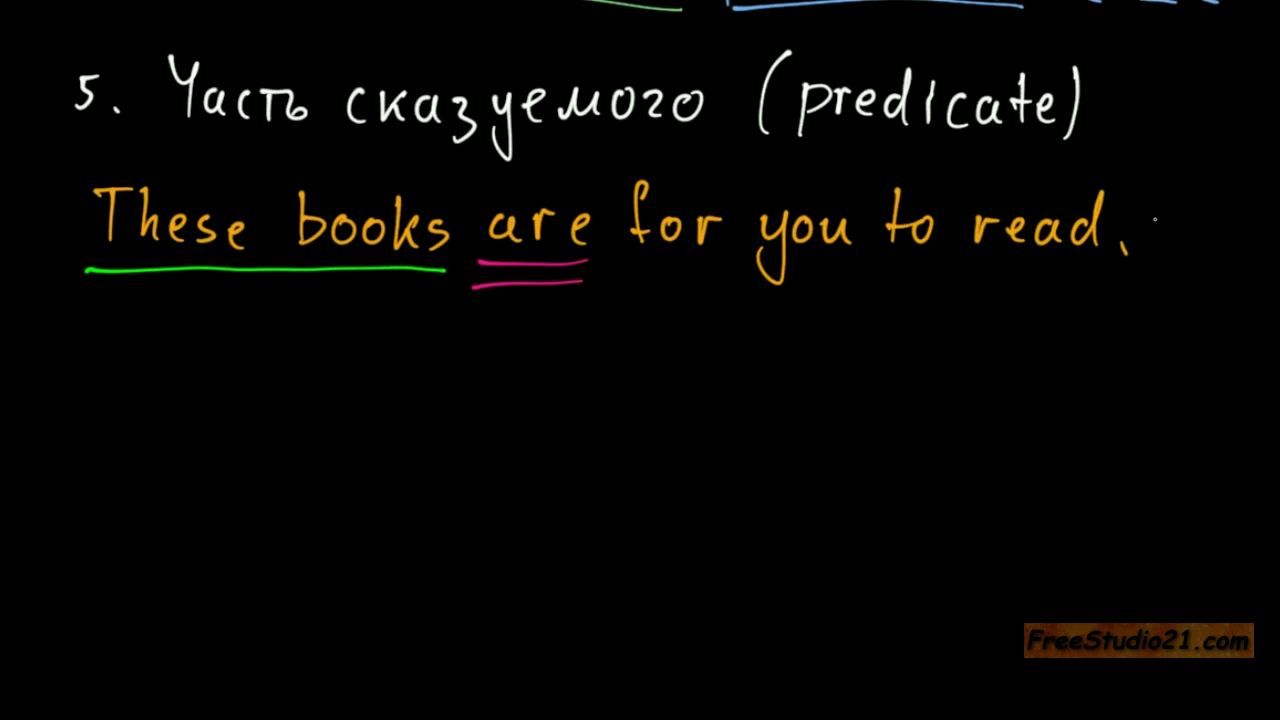 5. Часть сказуемого (predicate)
These books are for you to read.
FreeStudio21.com